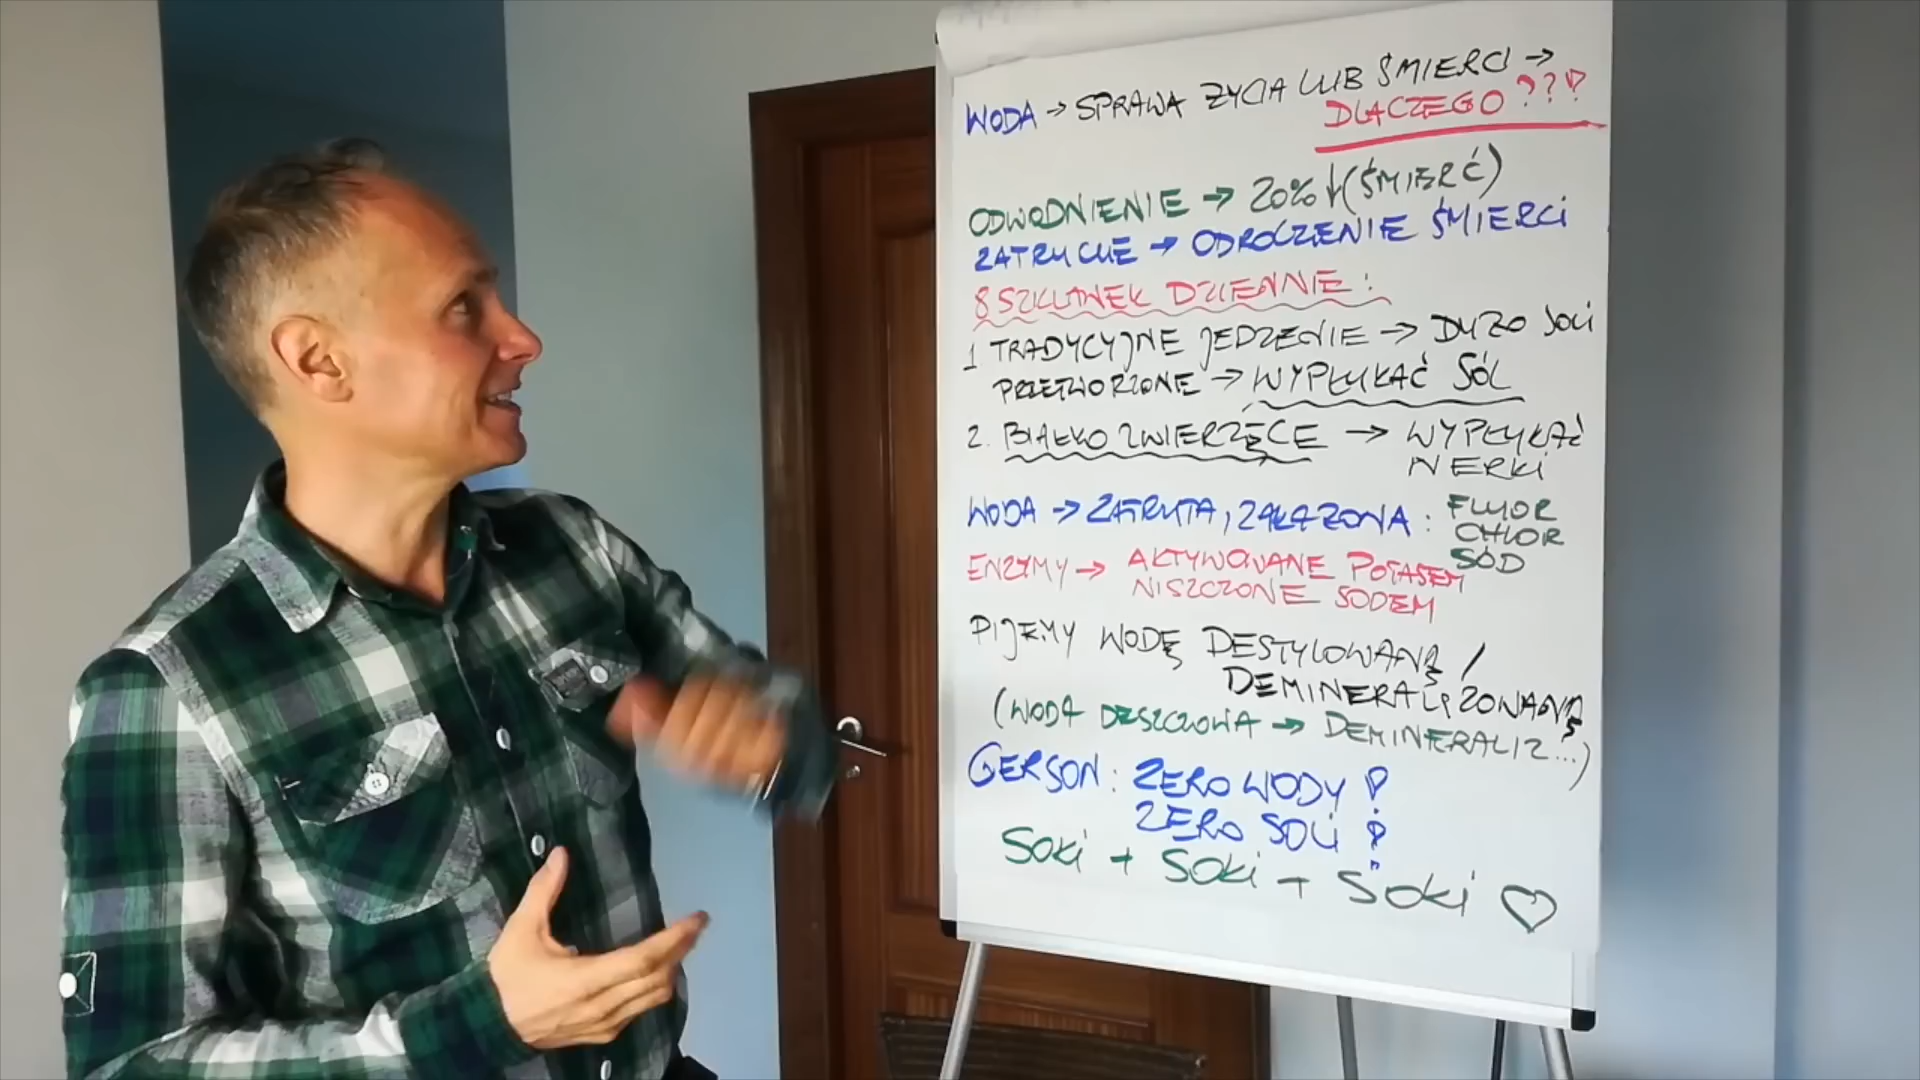 WODA → SPRAWA ŻYCIA LUB ŚMIERCI →
DLACZEGO ???
ODWODNIENIE → 20% ↓ (ŚMIERĆ)
ZATRUCIE → ODROCZENIE ŚMIERCI
8 SZKLANEK DZIENNIE :
1. TRADYCYJNE JEDZENIE → DUŻO SOLI
PRZETWORZONE → WYPŁUKAĆ SÓL
2. BIAŁKO ZWIERZĘCE → WYPŁUKAĆ
NERKI
WODA → ZATRUTA, ZAKAŻONA : FLUOR
CHLOR
SÓD
ENZYMY → AKTYWOWANE POTASEM
NISZCZONE SODEM
PIJEMY WODĘ DESTYLOWANĄ /
DEMINERALIZOWANĄ
(WODA DESZCZOWA → DEMINERALIZ...)
GERSON : ZERO WODY !
ZERO SOLI !
SOKI + SOKI + SOKI ♡